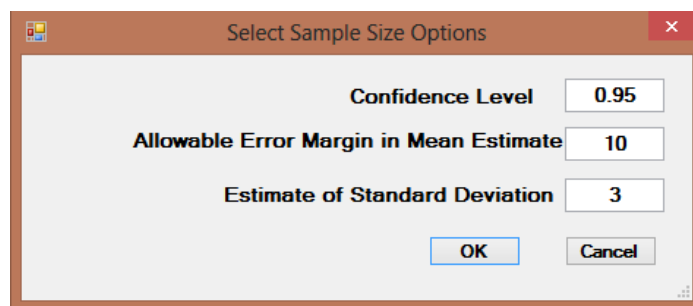 Select Sample Size Options
Confidence Level 0.95
Allowable Error Margin in Mean Estimate 10
Estimate of Standard Deviation 3
OK Cancel